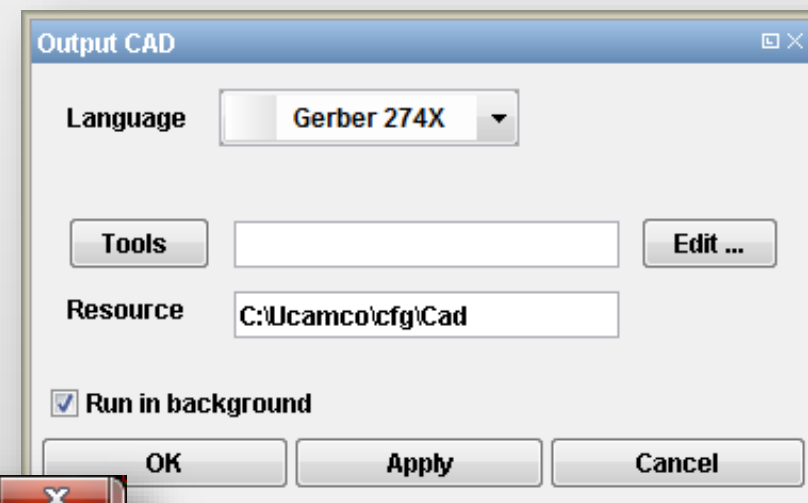 Output CAD
Language Gerber 274X
Tools Edit ...
Resource C:\Ucamco\cfg\Cad
Run in background
OK Apply Cancel